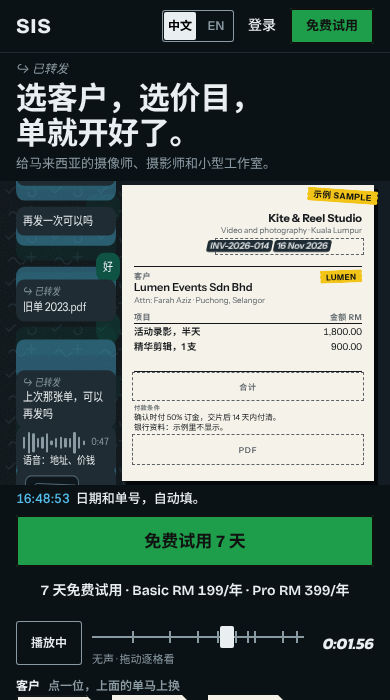 SIS
中文 EN 登录 免费试用
↪ 已转发
选客户，选价目，
单就开好了。
给马来西亚的摄像师、摄影师和小型工作室。
再发一次可以吗
好
↪ 已转发
旧单 2023.pdf
↪ 已转发
上次那张单，可以
再发吗
0:47
语音：地址、价钱
示例 SAMPLE
Kite & Reel Studio
Video and photography · Kuala Lumpur
INV-2026-014 16 Nov 2026
客户
LUMEN
Lumen Events Sdn Bhd
Attn: Farah Aziz · Puchong, Selangor
项目 金额 RM
活动录影，半天 1,800.00
精华剪辑，1 支 900.00
合计
付款条件
确认时付 50% 订金，交片后 14 天内付清。
银行资料：示例里不显示。
PDF
16:48:53 日期和单号，自动填。
免费试用 7 天
7 天免费试用 · Basic RM 199/年 · Pro RM 399/年
播放中
无声 · 拖动逐格看
0:01.56
客户 点一位，上面的单马上换